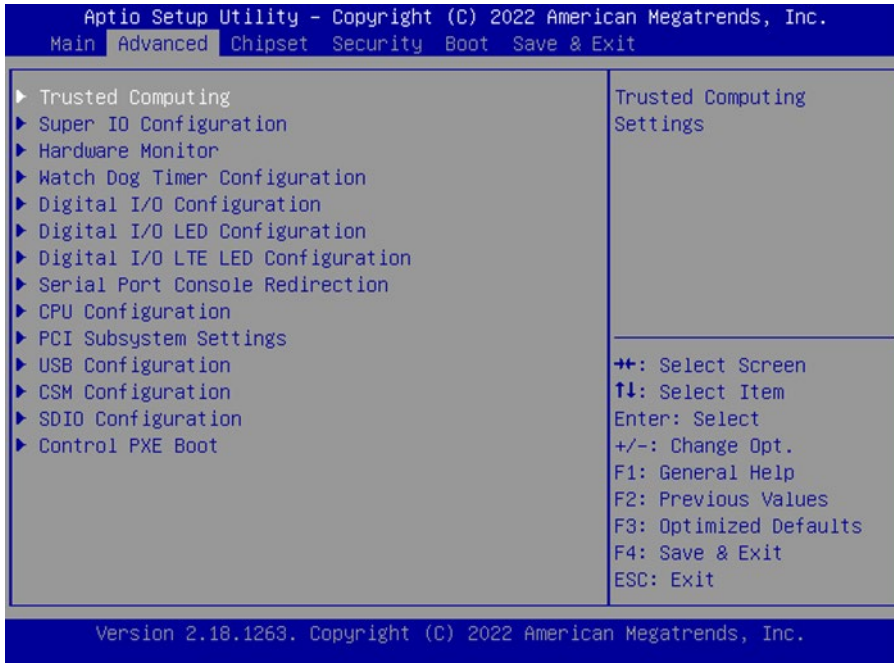 Aptio Setup Utility – Copyright (C) 2022 American Megatrends, Inc.
Main Advanced Chipset Security Boot Save & Exit
Trusted Computing
Super IO Configuration
Hardware Monitor
Watch Dog Timer Configuration
Digital I/O Configuration
Digital I/O LED Configuration
Digital I/O LTE LED Configuration
Serial Port Console Redirection
CPU Configuration
PCI Subsystem Settings
USB Configuration
CSM Configuration
SDIO Configuration
Control PXE Boot
Trusted Computing
Settings
→←: Select Screen
↑↓: Select Item
Enter: Select
+/-: Change Opt.
F1: General Help
F2: Previous Values
F3: Optimized Defaults
F4: Save & Exit
ESC: Exit
Version 2.18.1263. Copyright (C) 2022 American Megatrends, Inc.